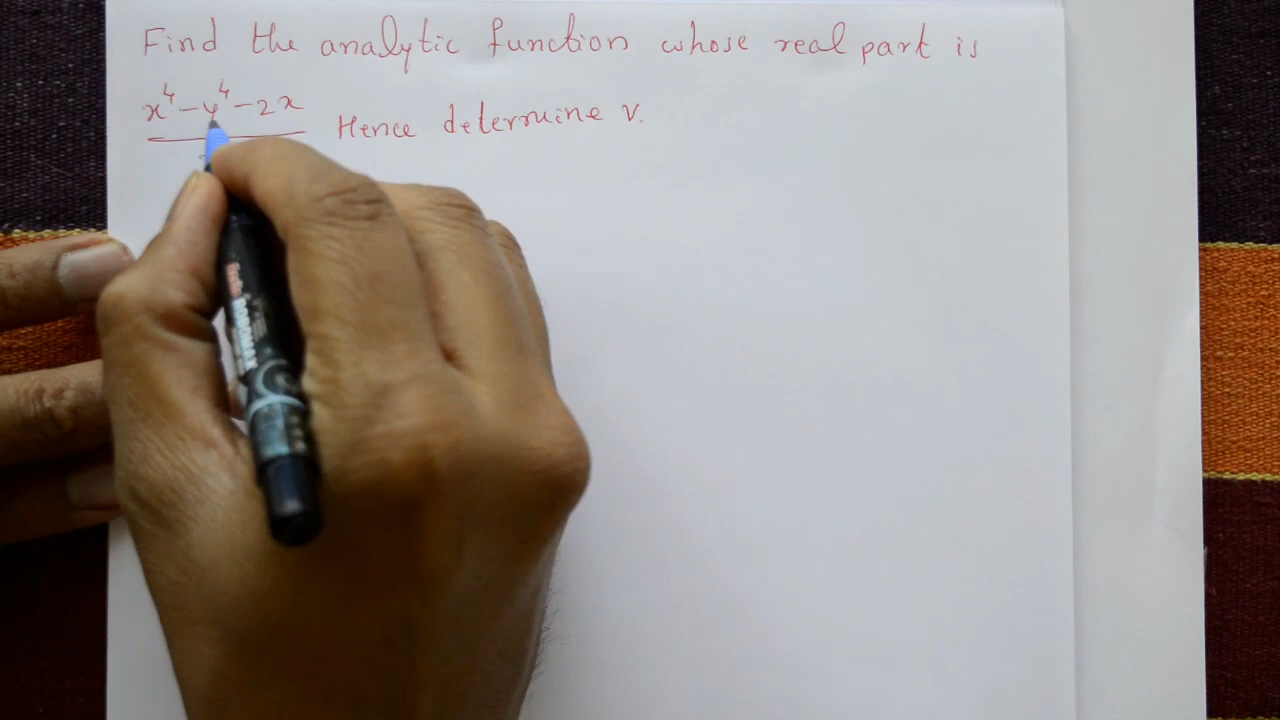 Find the analytic function whose real part is
x⁴-y⁴-2x Hence determine v.